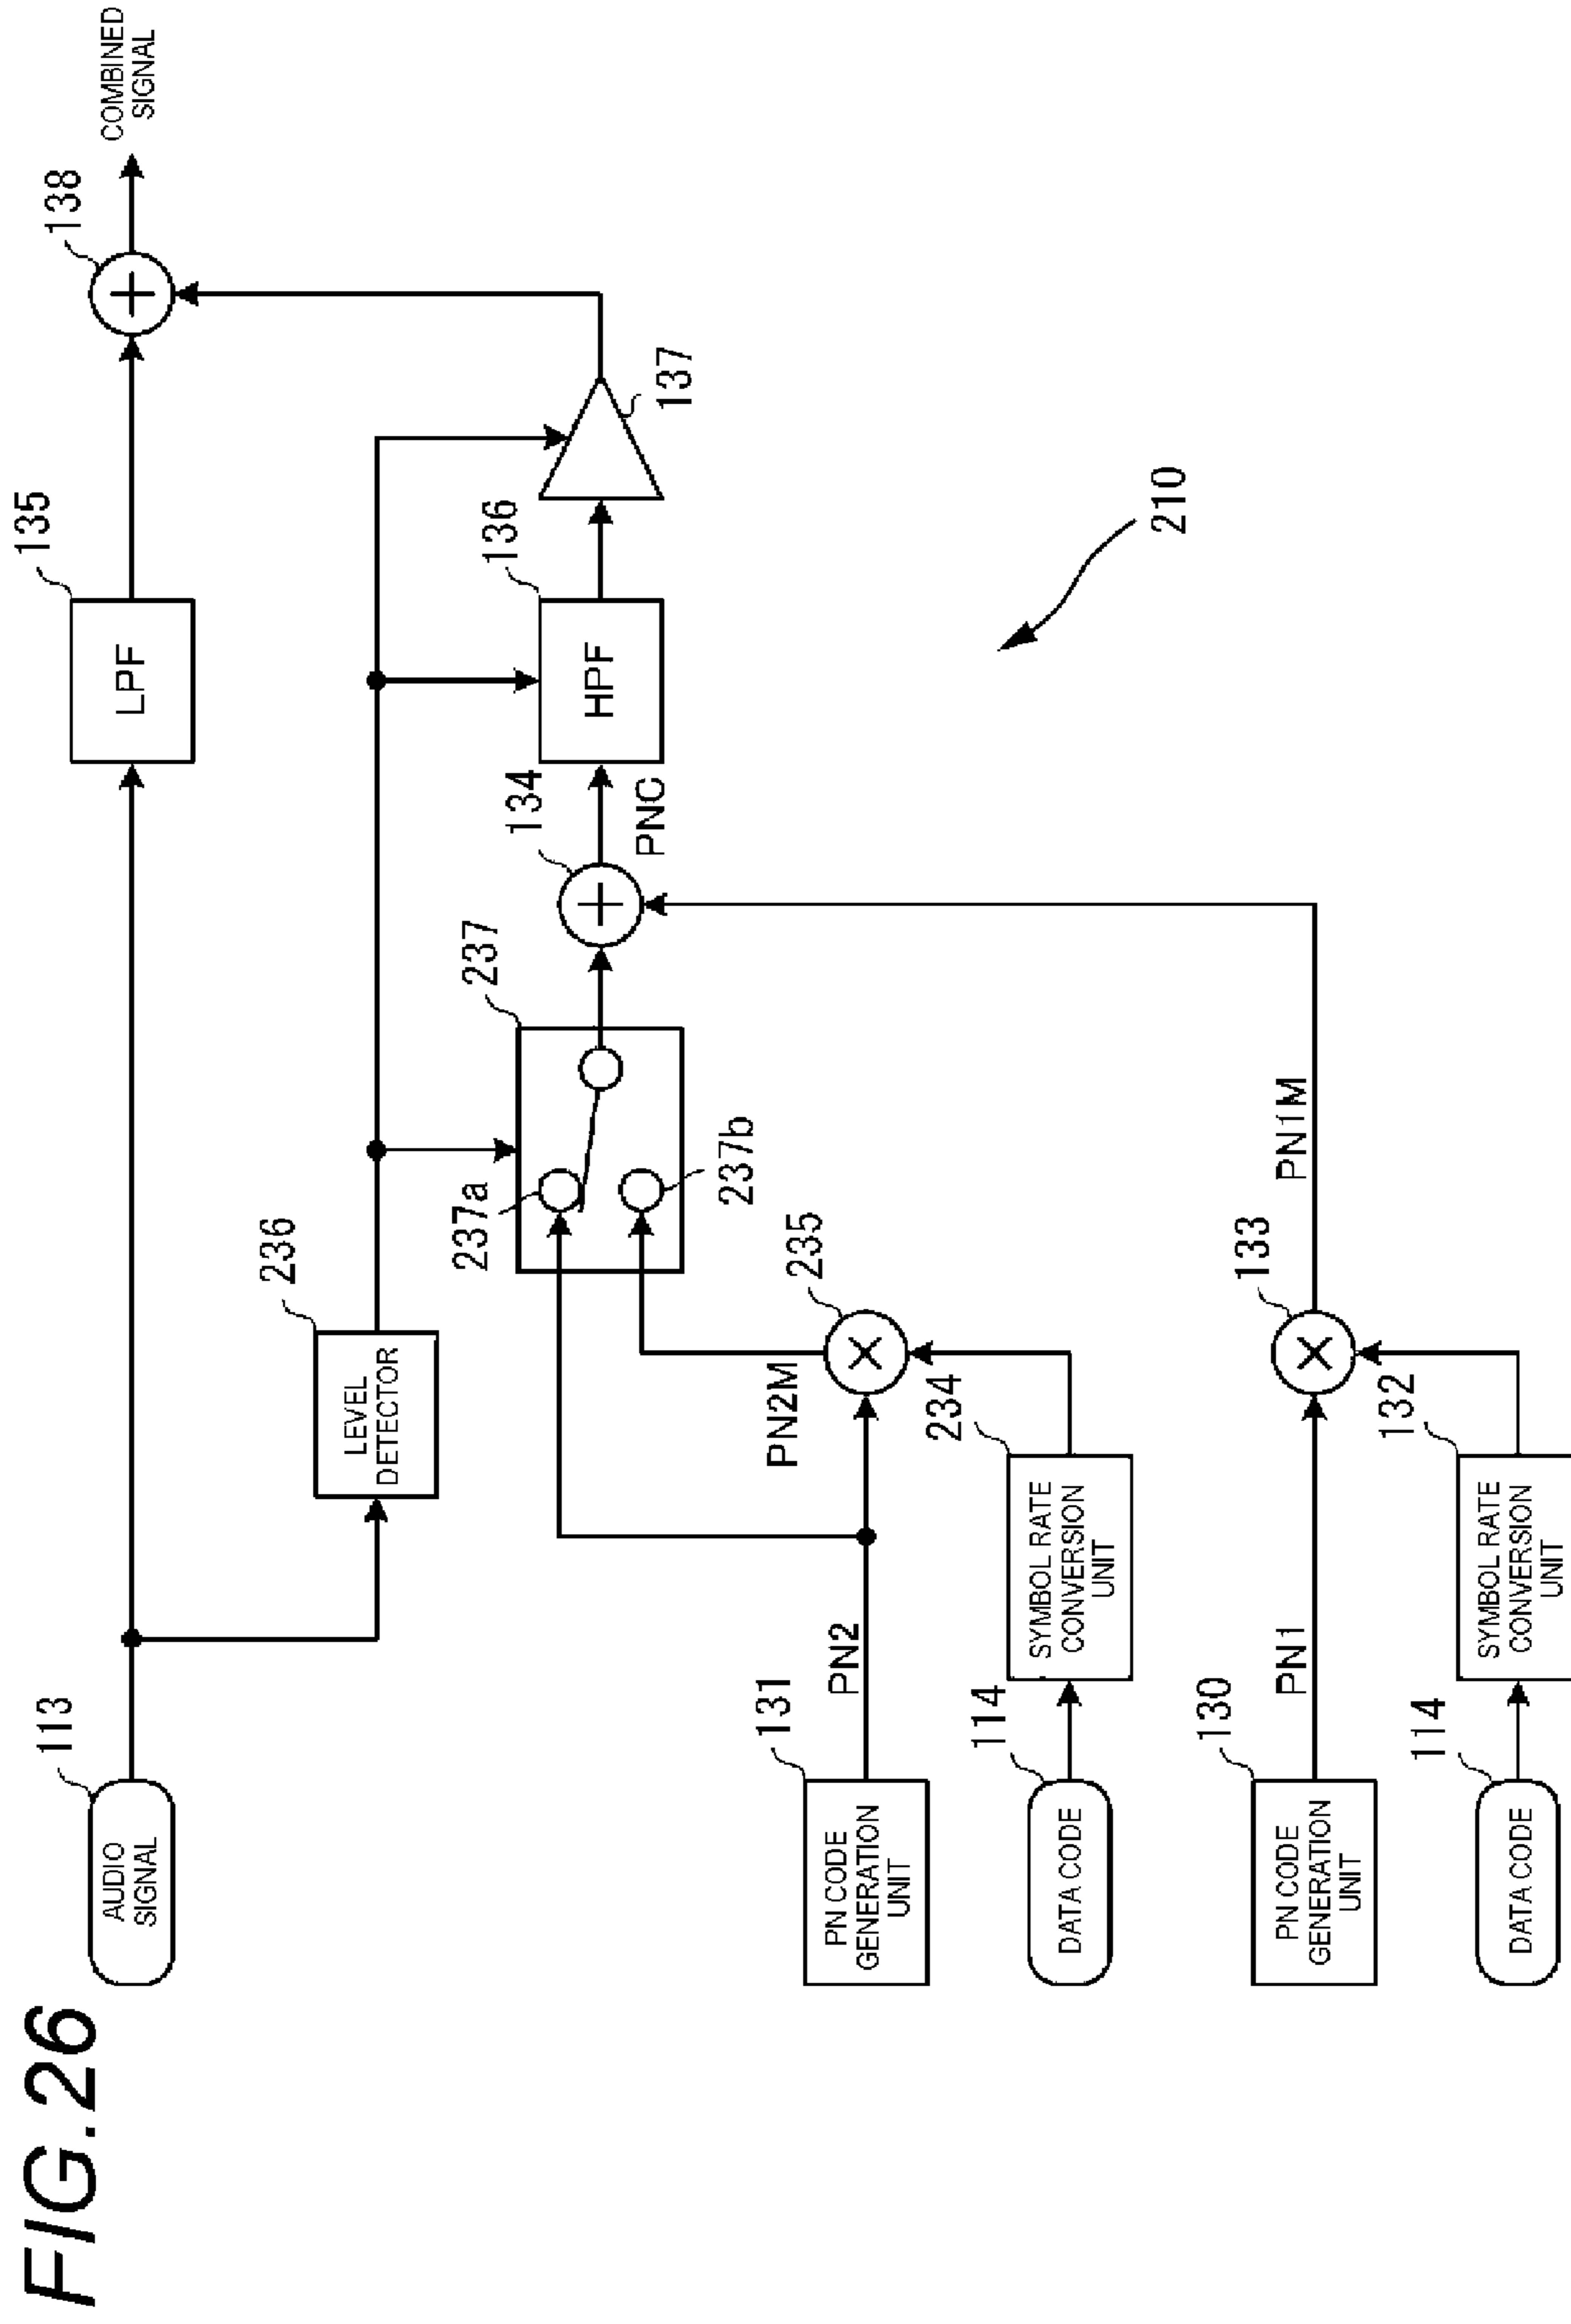 FIG.26
113
AUDIO
SIGNAL
135
LPF
138
COMBINED
SIGNAL
236
LEVEL
DETECTOR
237
237a
237b
134
PNC
136
HPF
137
131
PN CODE
GENERATION
UNIT
PN2
PN2M
235
114
DATA CODE
234
SYMBOL RATE
CONVERSION
UNIT
210
130
PN CODE
GENERATION
UNIT
PN1
133
PN1M
114
DATA CODE
132
SYMBOL RATE
CONVERSION
UNIT